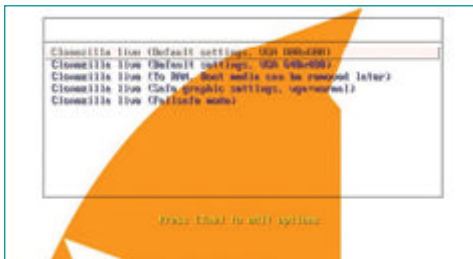 Clonezilla live (Default settings, VGA 800x600)
Clonezilla live (Default settings, VGA 640x480)
Clonezilla live (To RAM. Boot media can be removed later)
Clonezilla live (Safe graphic settings, vga=normal)
Clonezilla live (Failsafe mode)
Press [Tab] to edit options